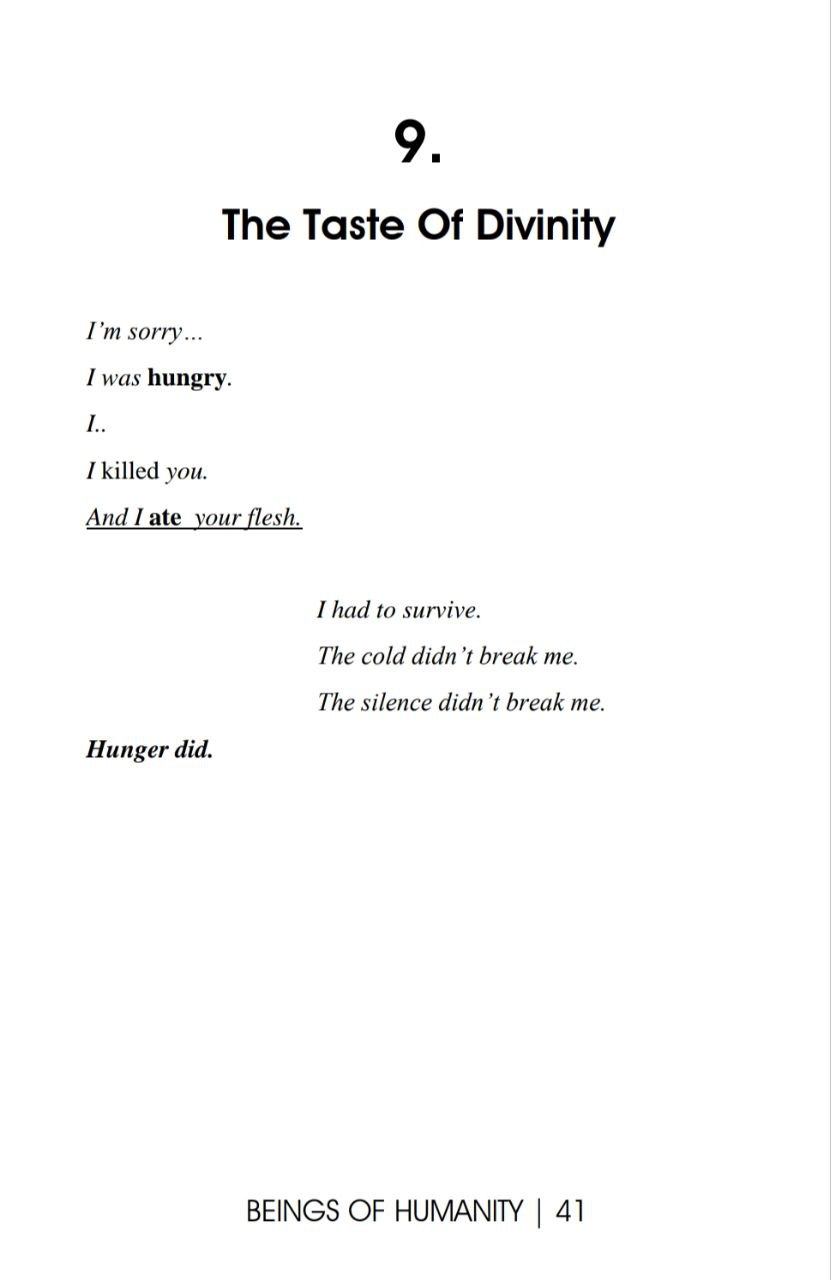 9.
The Taste Of Divinity
I'm sorry…
I was hungry.
I..
I killed you.
And I ate  your flesh.
I had to survive.
The cold didn't break me.
The silence didn't break me.
Hunger did.
BEINGS OF HUMANITY | 41